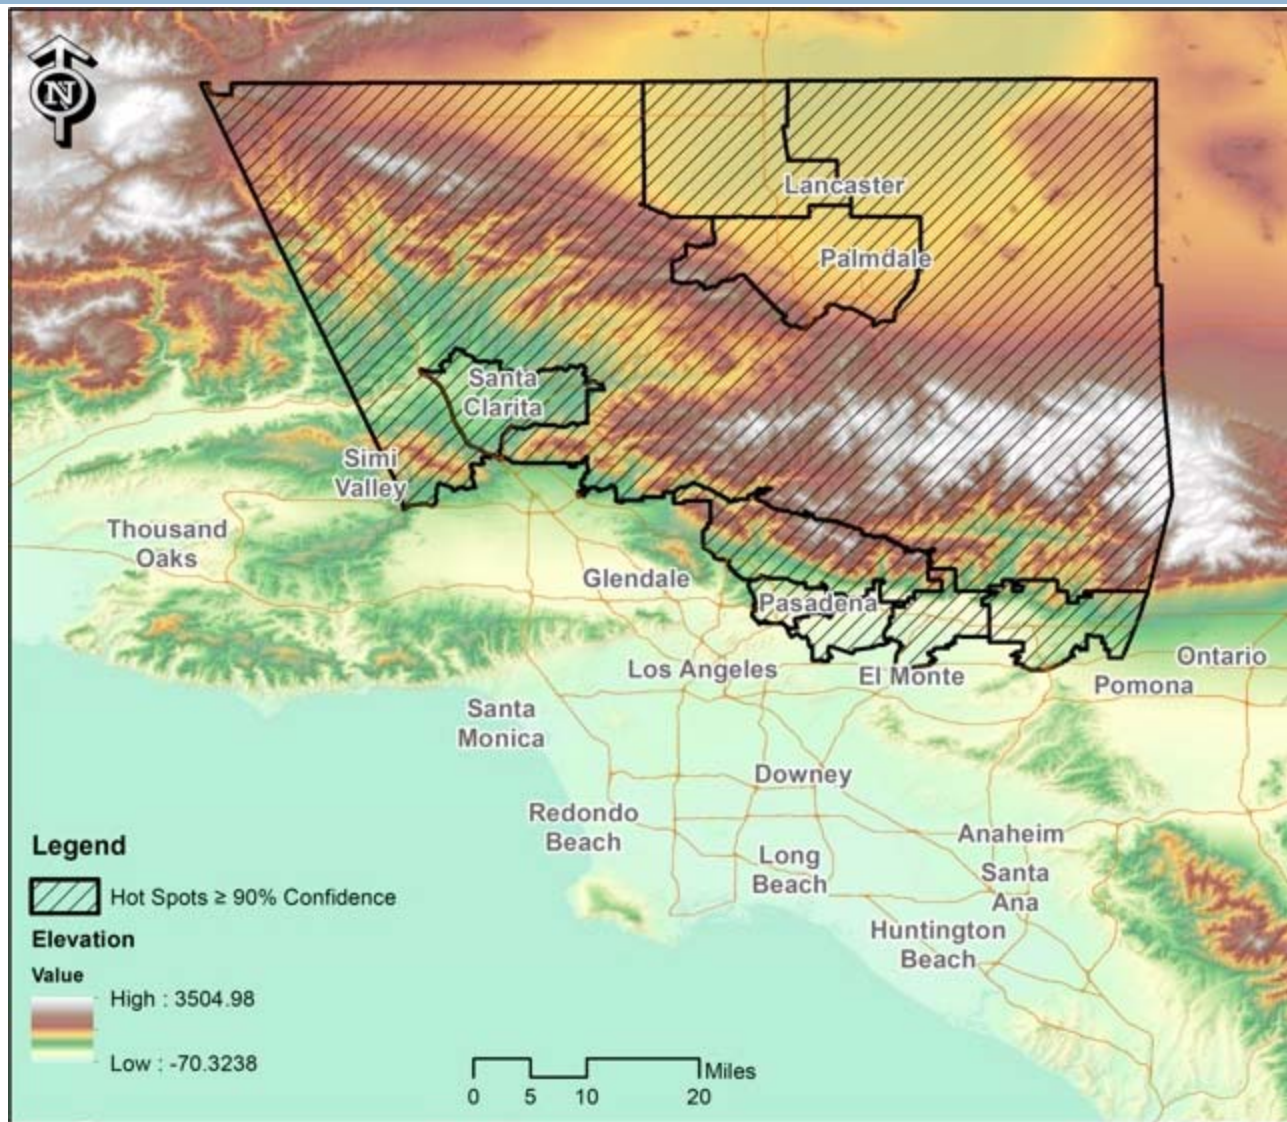 N
Lancaster
Palmdale
Santa
Clarita
Simi
Valley
Thousand
Oaks
Glendale
Pasadena
Los Angeles
El Monte
Ontario
Pomona
Santa
Monica
Downey
Redondo
Beach
Anaheim
Long
Beach
Santa
Ana
Huntington
Beach
Legend
Hot Spots ≥ 90% Confidence
Elevation
Value
High : 3504.98
Low : -70.3238
Miles
0 5 10 20